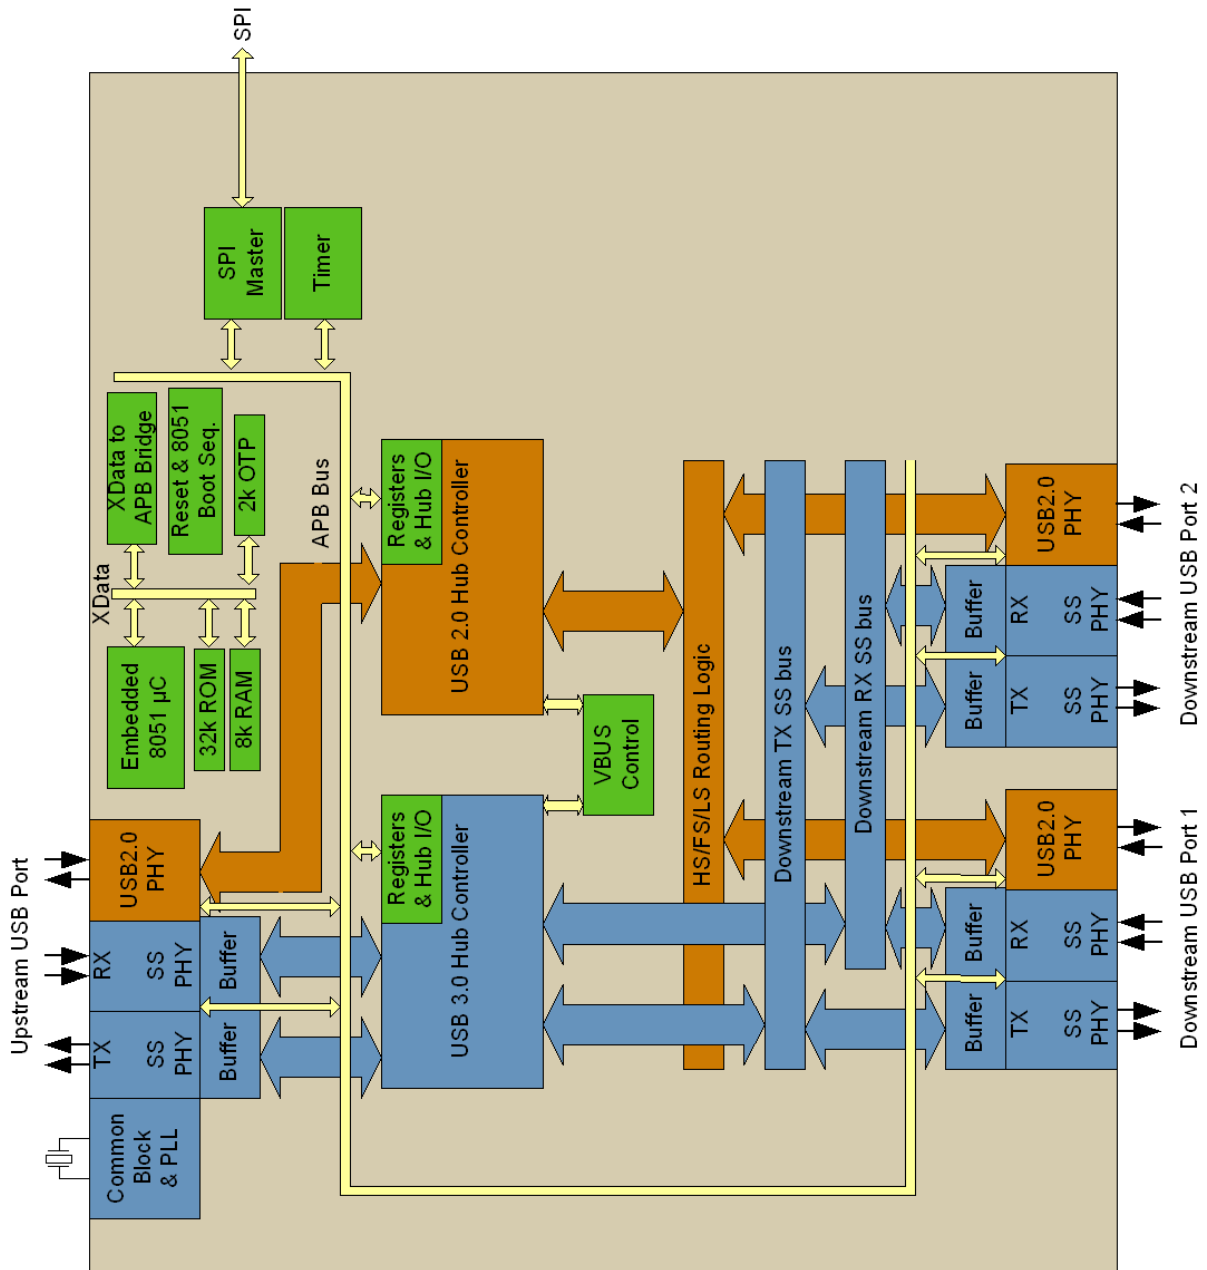 SPI
SPI
Master
Timer
XData to
APB Bridge
Reset & 8051
Boot Seq.
2k OTP
XData
Embedded
8051 µC
32k ROM
8k RAM
APB Bus
Upstream USB Port
USB2.0
PHY
RX
SS
PHY
Buffer
TX
SS
PHY
Buffer
Common
Block
& PLL
Registers
& Hub I/O
USB 2.0 Hub Controller
Registers
& Hub I/O
USB 3.0 Hub Controller
VBUS
Control
HS/FS/LS Routing Logic
Downstream TX SS bus
Downstream RX SS bus
USB2.0
PHY
Buffer
RX
SS
PHY
Buffer
TX
SS
PHY
Downstream USB Port 2
USB2.0
PHY
Buffer
RX
SS
PHY
Buffer
TX
SS
PHY
Downstream USB Port 1